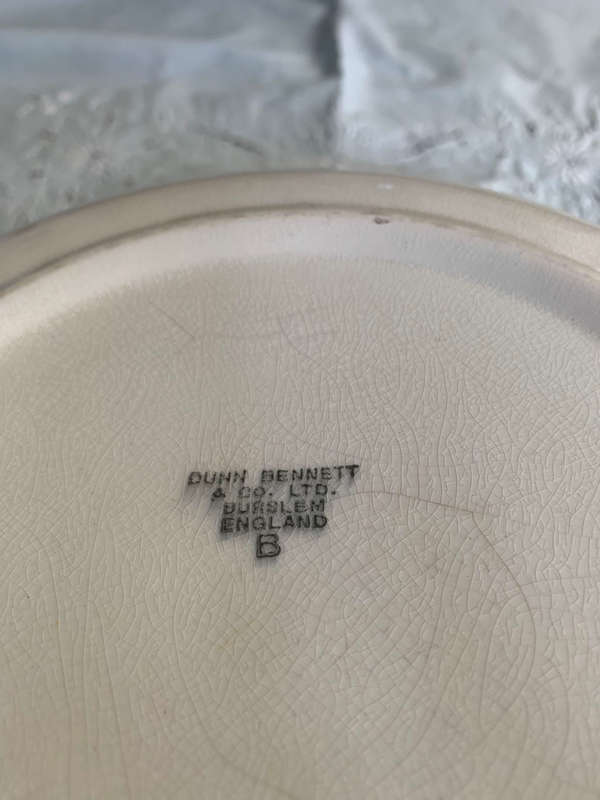 DUNN BENNETT
& CO. LTD.
BURSLEM
ENGLAND
B